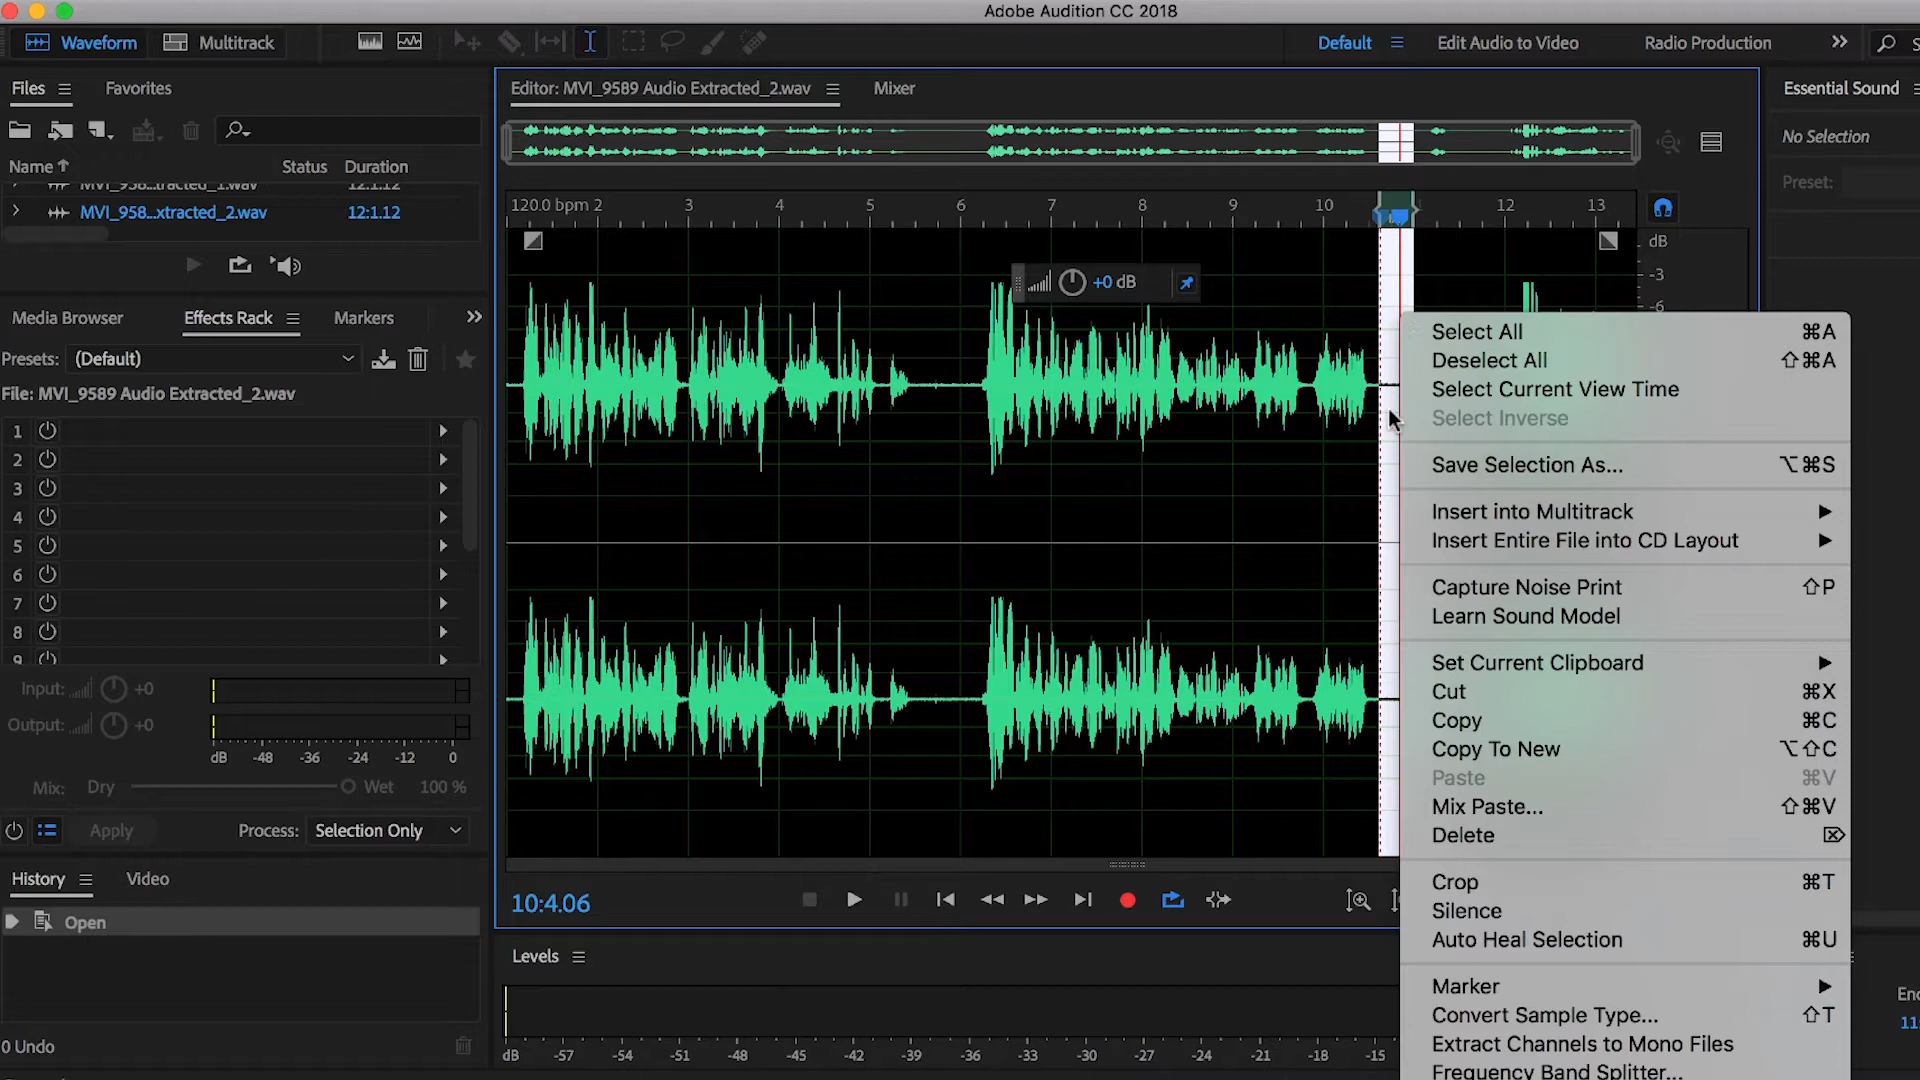 Adobe Audition CC 2018
Waveform Multitrack Default Edit Audio to Video Radio Production
Files Favorites
Name Status Duration
MVI_958...tracted_1.wav 12:1.12
MVI_958...xtracted_2.wav 12:1.12
Media Browser Effects Rack Markers
Presets: (Default)
File: MVI_9589 Audio Extracted_2.wav
1
2
3
4
5
6
7
8
9
Input: +0
Output: +0
dB -48 -36 -24 -12 0
Mix: Dry Wet 100 %
Apply Process: Selection Only
History Video
Open
0 Undo
Editor: MVI_9589 Audio Extracted_2.wav Mixer
120.0 bpm 2 3 4 5 6 7 8 9 10 12 13
dB
-3
-6
+0 dB
10:4.06
Levels
dB -57 -54 -51 -48 -45 -42 -39 -36 -33 -30 -27 -24 -21 -18 -15
Essential Sound
No Selection
Preset:
Select All ⌘A
Deselect All ⇧⌘A
Select Current View Time
Select Inverse
Save Selection As... ⌥⌘S
Insert into Multitrack
Insert Entire File into CD Layout
Capture Noise Print ⇧P
Learn Sound Model
Set Current Clipboard
Cut ⌘X
Copy ⌘C
Copy To New ⌥⇧C
Paste ⌘V
Mix Paste... ⇧⌘V
Delete ⌦
Crop ⌘T
Silence
Auto Heal Selection ⌘U
Marker
Convert Sample Type... ⇧T
Extract Channels to Mono Files
Frequency Band Splitter...